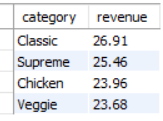 category revenue
Classic 26.91
Supreme 25.46
Chicken 23.96
Veggie 23.68